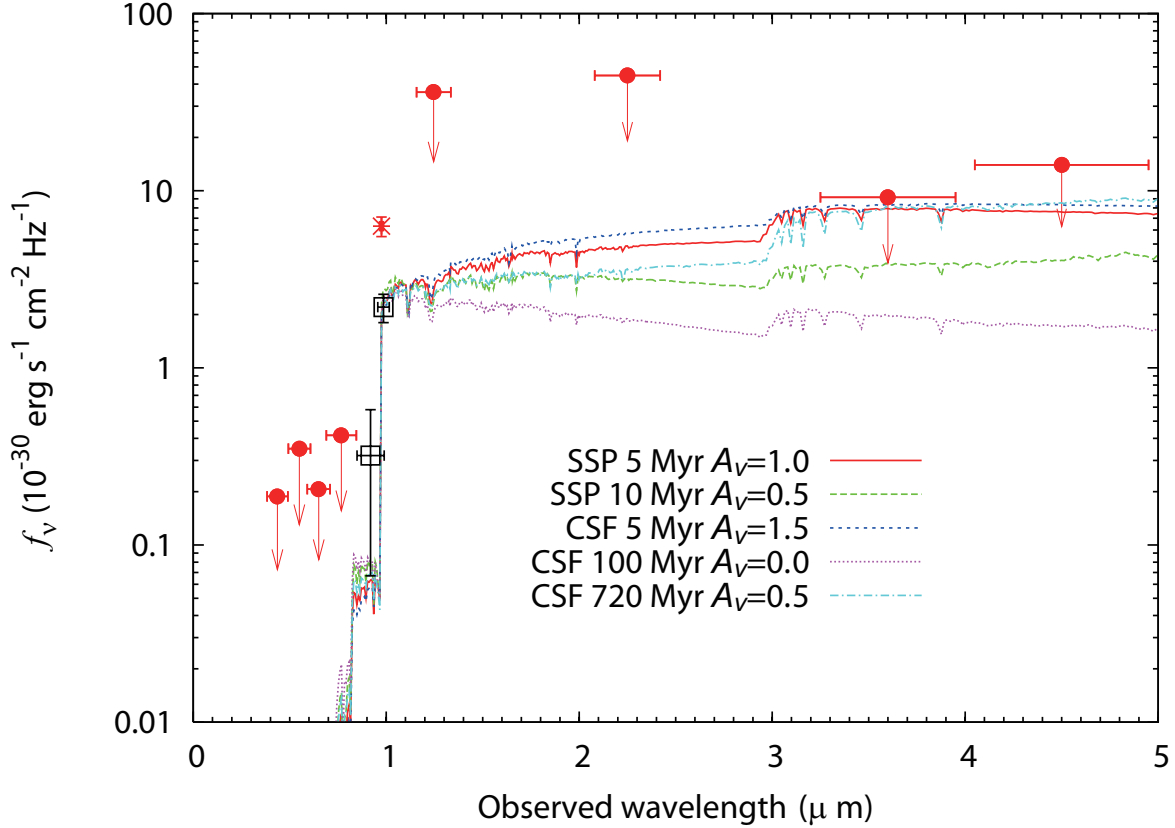 100
10
1
0.1
0.01
f_ν (10^-30 erg s^-1 cm^-2 Hz^-1)
SSP 5 Myr A_V=1.0
SSP 10 Myr A_V=0.5
CSF 5 Myr A_V=1.5
CSF 100 Myr A_V=0.0
CSF 720 Myr A_V=0.5
0 1 2 3 4 5
Observed wavelength (μ m)